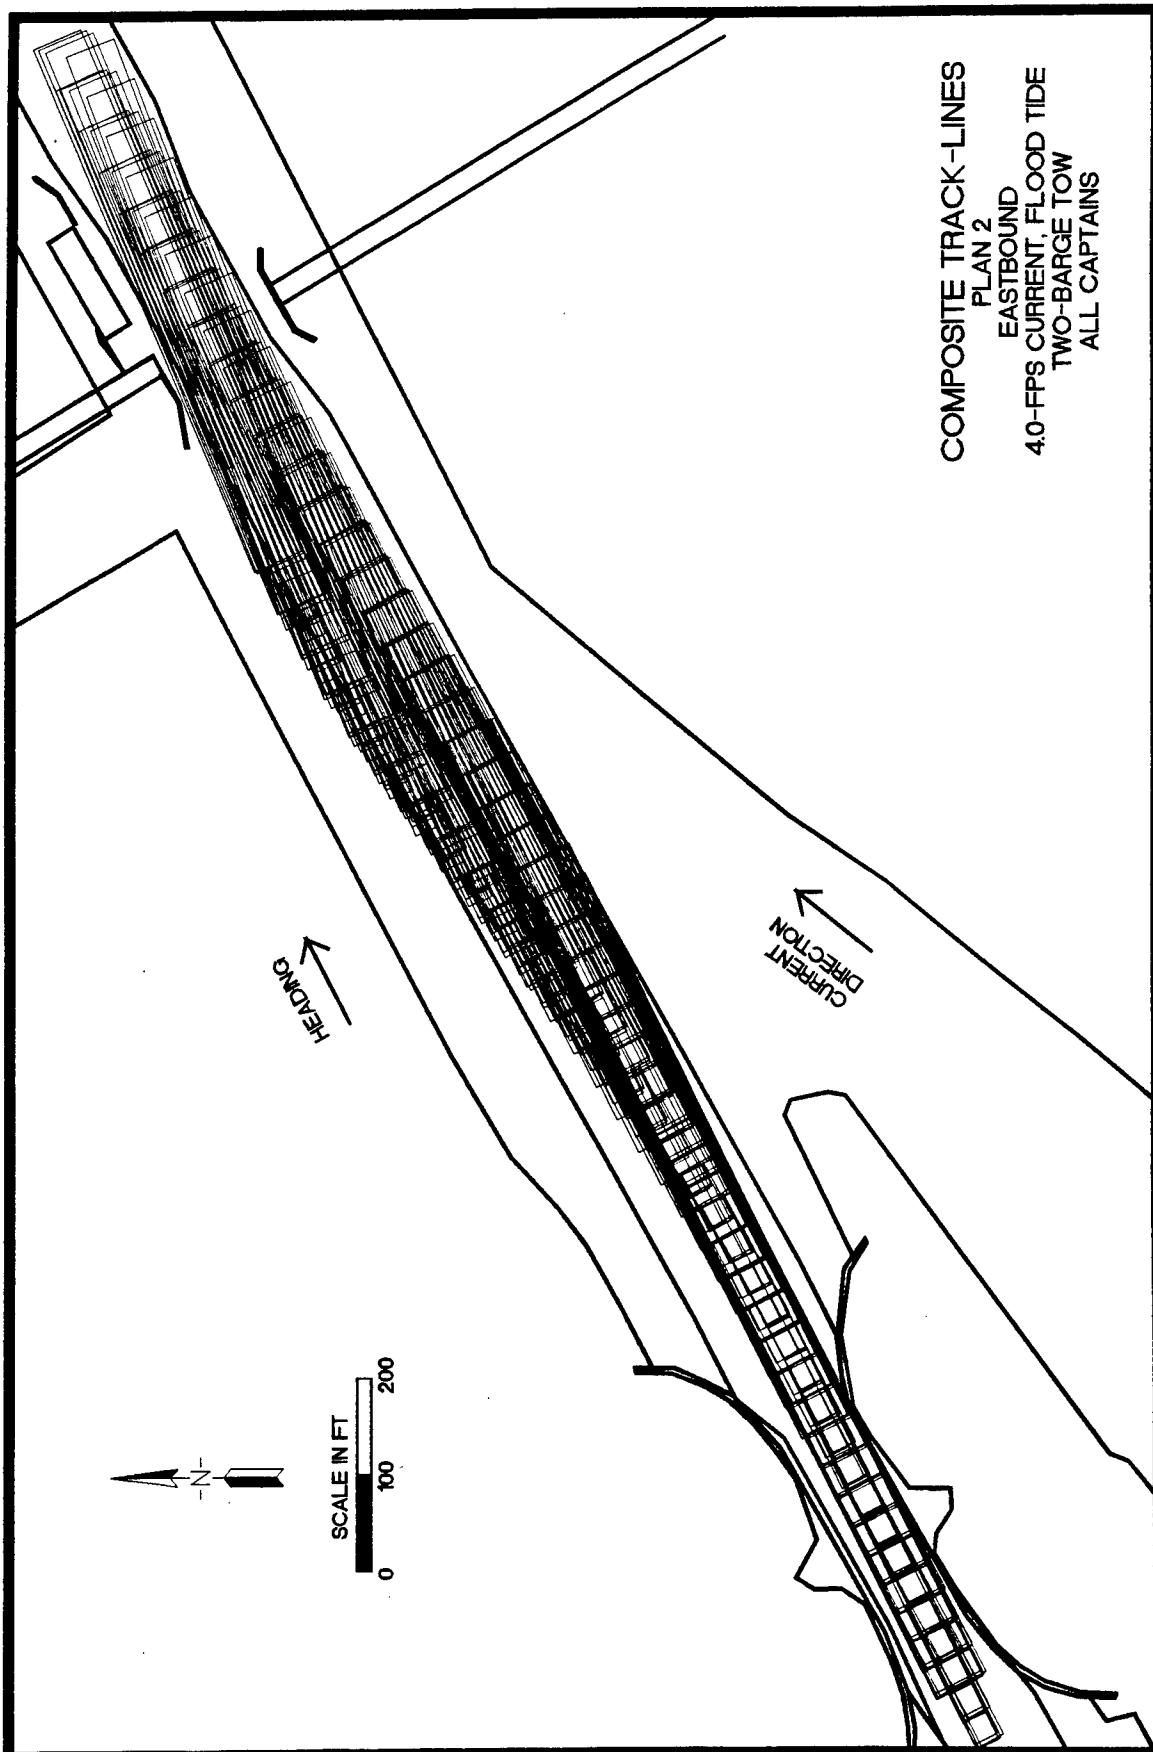 COMPOSITE TRACK-LINES
PLAN 2
EASTBOUND
4.0-FPS CURRENT, FLOOD TIDE
TWO-BARGE TOW
ALL CAPTAINS
HEADING
CURRENT
DIRECTION
-N-
SCALE IN FT
0 100 200